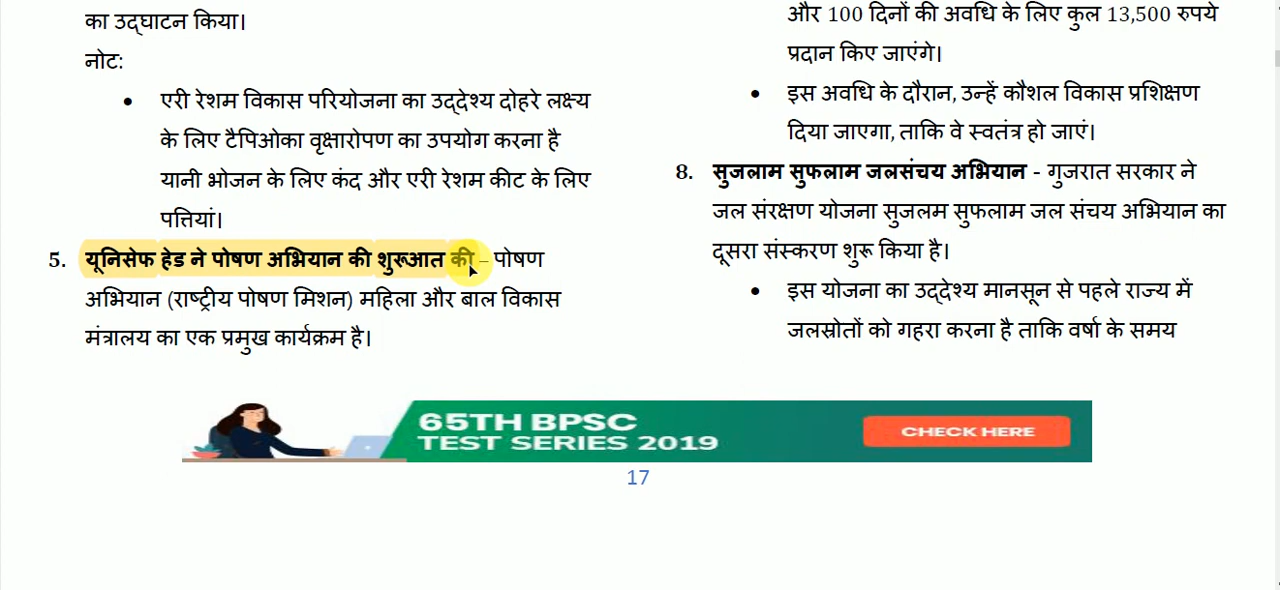 का उद्घाटन किया।
नोट:
• एरी रेशम विकास परियोजना का उद्देश्य दोहरे लक्ष्य
के लिए टैपिओका वृक्षारोपण का उपयोग करना है
यानी भोजन के लिए कंद और एरी रेशम कीट के लिए
पत्तियां।
5. यूनिसेफ हेड ने पोषण अभियान की शुरूआत की – पोषण
अभियान (राष्ट्रीय पोषण मिशन) महिला और बाल विकास
मंत्रालय का एक प्रमुख कार्यक्रम है।
और 100 दिनों की अवधि के लिए कुल 13,500 रुपये
प्रदान किए जाएंगे।
• इस अवधि के दौरान, उन्हें कौशल विकास प्रशिक्षण
दिया जाएगा, ताकि वे स्वतंत्र हो जाएं।
8. सुजलाम सुफलाम जलसंचय अभियान - गुजरात सरकार ने
जल संरक्षण योजना सुजलम सुफलाम जल संचय अभियान का
दूसरा संस्करण शुरू किया है।
• इस योजना का उद्देश्य मानसून से पहले राज्य में
जलस्रोतों को गहरा करना है ताकि वर्षा के समय
65TH BPSC
TEST SERIES 2019
CHECK HERE
17